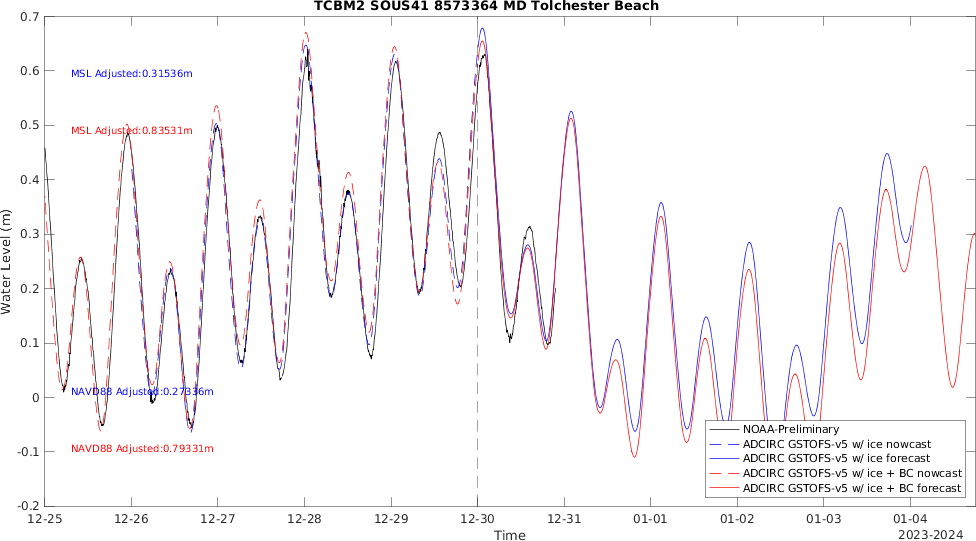 TCBM2 SOUS41 8573364 MD Tolchester Beach
Water Level (m)
0.7
0.6
0.5
0.4
0.3
0.2
0.1
0
-0.1
-0.2
MSL Adjusted:0.31536m
MSL Adjusted:0.83531m
NAVD88 Adjusted:0.27336m
NAVD88 Adjusted:0.79331m
NOAA-Preliminary
ADCIRC GSTOFS-v5 w/ ice nowcast
ADCIRC GSTOFS-v5 w/ ice forecast
ADCIRC GSTOFS-v5 w/ ice + BC nowcast
ADCIRC GSTOFS-v5 w/ ice + BC forecast
12-25 12-26 12-27 12-28 12-29 12-30 12-31 01-01 01-02 01-03 01-04
Time
2023-2024